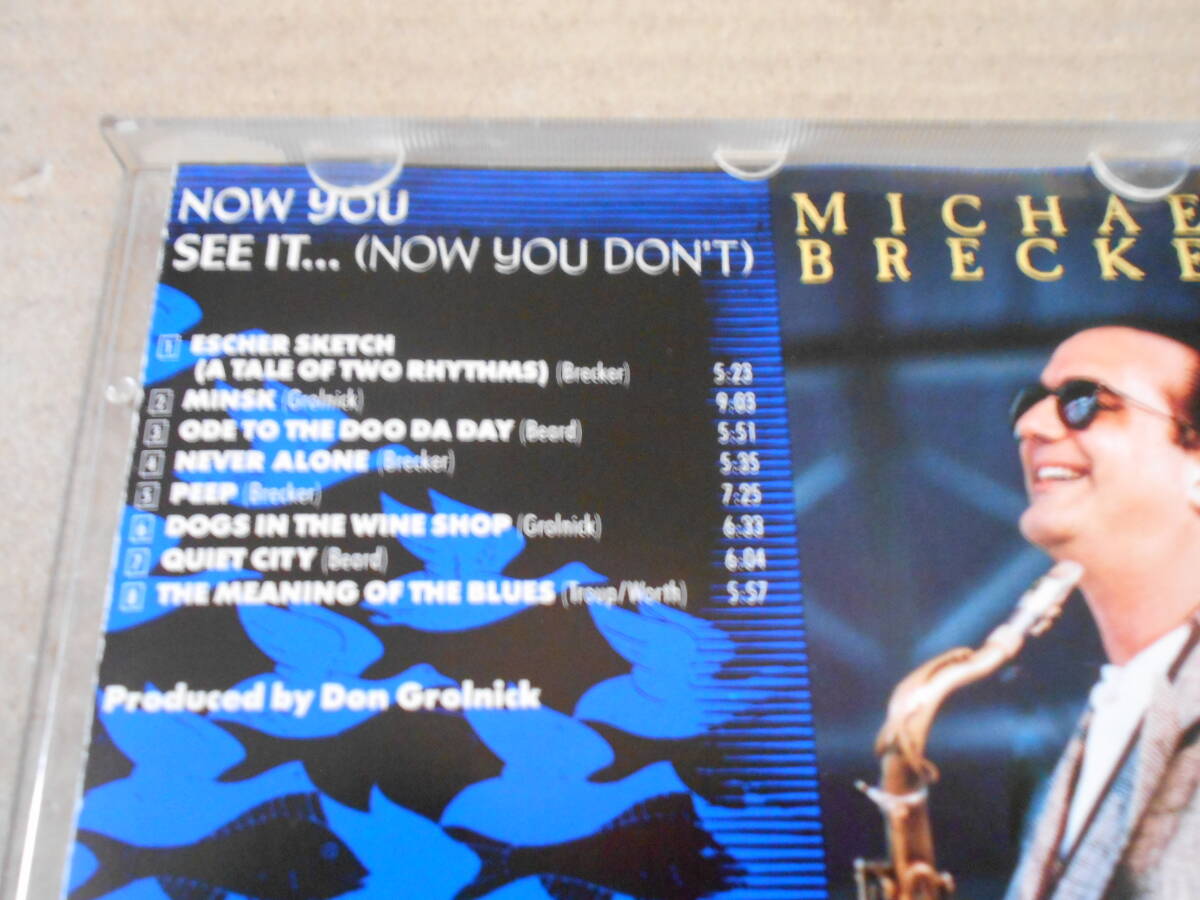 NOW YOU
SEE IT... (NOW YOU DON'T)
1 ESCHER SKETCH
(A TALE OF TWO RHYTHMS) (Brecker) 5:23
2 MINSK (Grolnick) 9:03
3 ODE TO THE DOO DA DAY (Beard) 5:51
4 NEVER ALONE (Brecker) 5:35
5 PEEP (Brecker) 7:25
6 DOGS IN THE WINE SHOP (Grolnick) 6:33
7 QUIET CITY (Beard) 6:04
8 THE MEANING OF THE BLUES (Troup/Worth) 5:57
Produced by Don Grolnick
MICHAE
BRECKE